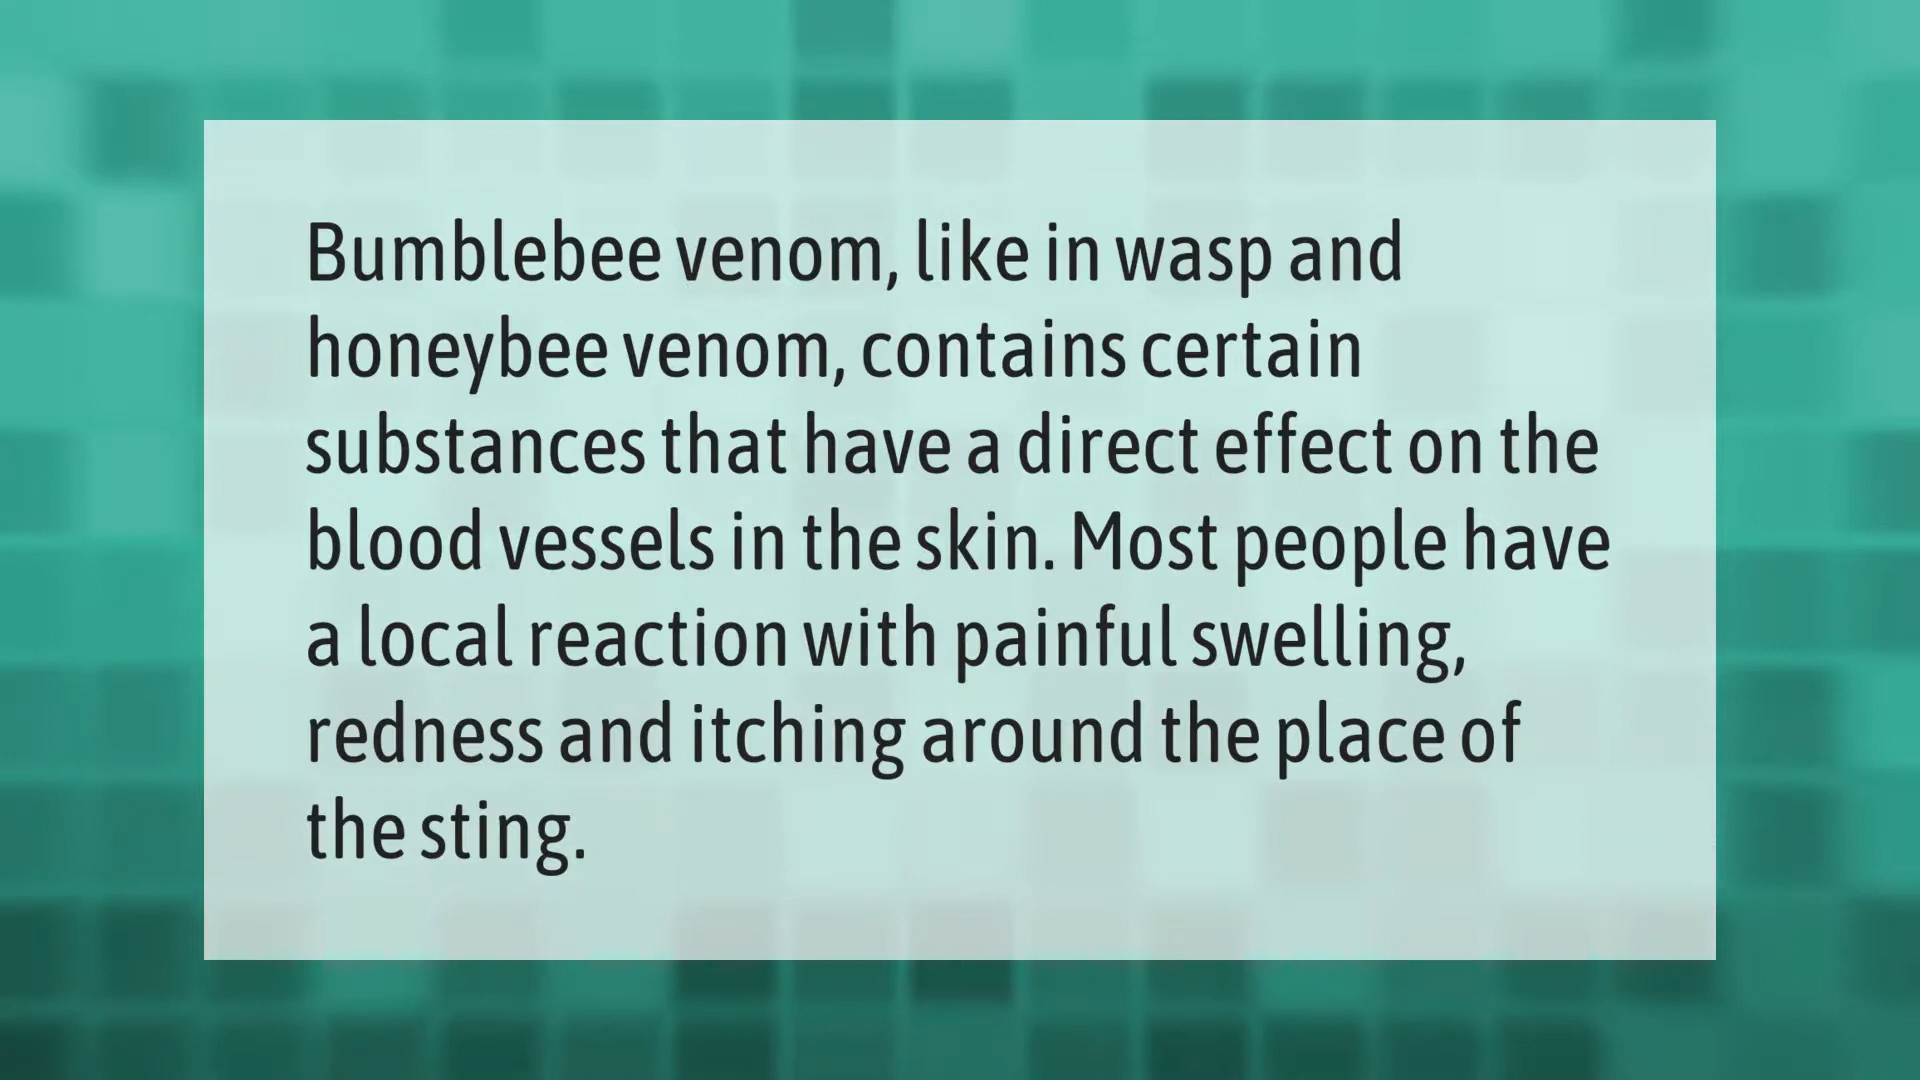 Bumblebee venom, like in wasp and
honeybee venom, contains certain
substances that have a direct effect on the
blood vessels in the skin. Most people have
a local reaction with painful swelling,
redness and itching around the place of
the sting.